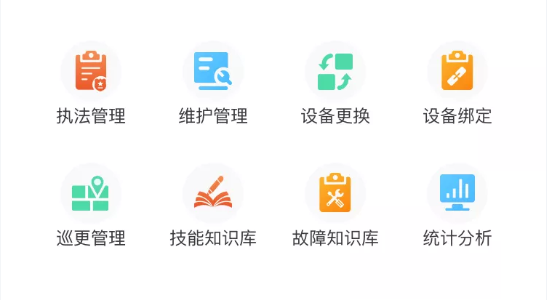 执法管理
维护管理
设备更换
设备绑定
巡更管理
技能知识库
故障知识库
统计分析